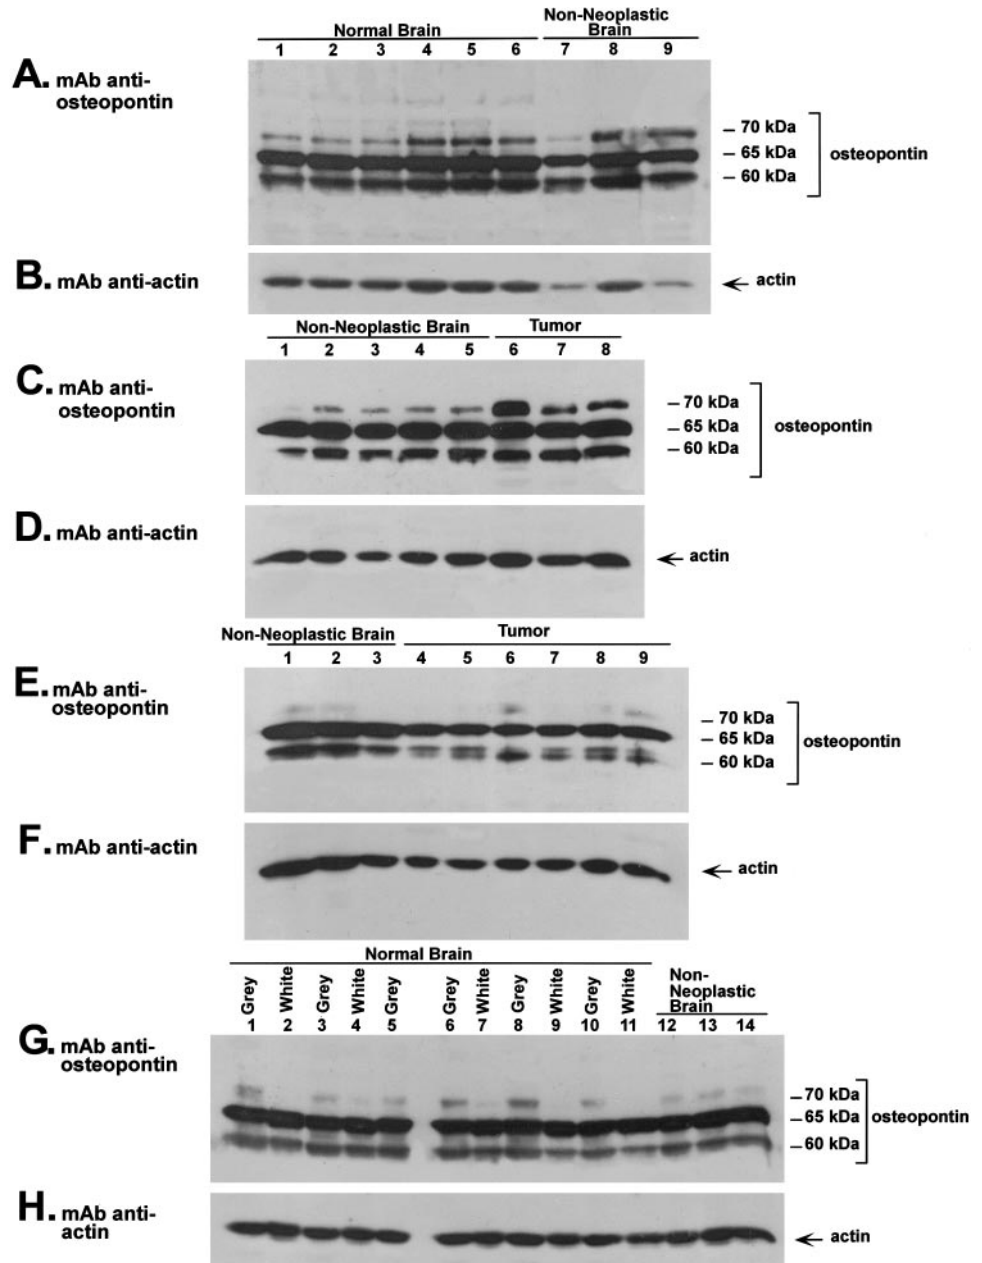 Normal Brain
Non-Neoplastic
Brain
1 2 3 4 5 6 7 8 9
A. mAb anti-
osteopontin
– 70 kDa
– 65 kDa
– 60 kDa
osteopontin
B. mAb anti-actin
actin
Non-Neoplastic Brain Tumor
1 2 3 4 5 6 7 8
C. mAb anti-
osteopontin
– 70 kDa
– 65 kDa
– 60 kDa
osteopontin
D. mAb anti-actin
actin
Non-Neoplastic Brain Tumor
1 2 3 4 5 6 7 8 9
E. mAb anti-
osteopontin
– 70 kDa
– 65 kDa
– 60 kDa
osteopontin
F. mAb anti-actin
actin
Normal Brain
Non-
Neoplastic
Brain
Grey White Grey White Grey Grey White Grey White Grey White
1 2 3 4 5 6 7 8 9 10 11 12 13 14
G. mAb anti-
osteopontin
– 70 kDa
– 65 kDa
– 60 kDa
osteopontin
H. mAb anti-
actin
actin